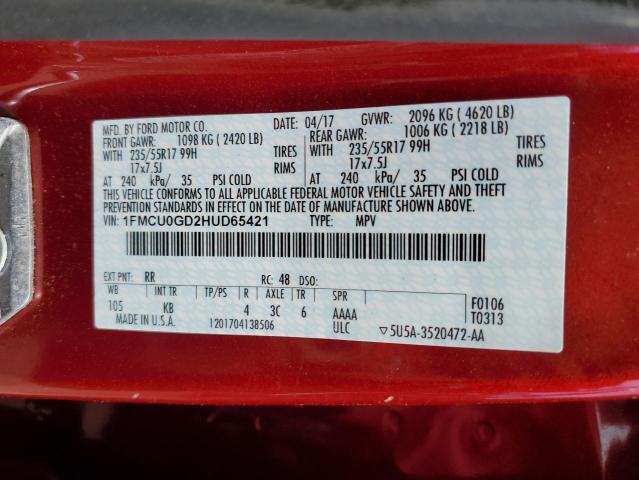 MFD. BY FORD MOTOR CO. 04/17 GVWR: 2096 KG ( 4620 LB)
FRONT GAWR: 1098 KG ( 2420 LB) REAR GAWR: 1006 KG ( 2218 LB)
WITH 235/55R17 99H TIRES WITH 235/55R17 99H TIRES
17x7.5J RIMS 17x7.5J RIMS
AT 240 kPa/ 35 PSI COLD AT 240 kPa/ 35 PSI COLD
THIS VEHICLE CONFORMS TO ALL APPLICABLE FEDERAL MOTOR VEHICLE SAFETY AND THEFT
PREVENTION STANDARDS IN EFFECT ON THE DATE OF MANUFACTURE SHOWN ABOVE.
VIN: 1FMCU0GD2HUD65421 TYPE: MPV
EXT PNT: RR RC: 48 DSO:
WB INT TR TP/PS R AXLE TR SPR F0106
105 KB 4 3C 6 AAAA T0313
MADE IN U.S.A. 1201704138506 ULC ▽5U5A-3520472-AA